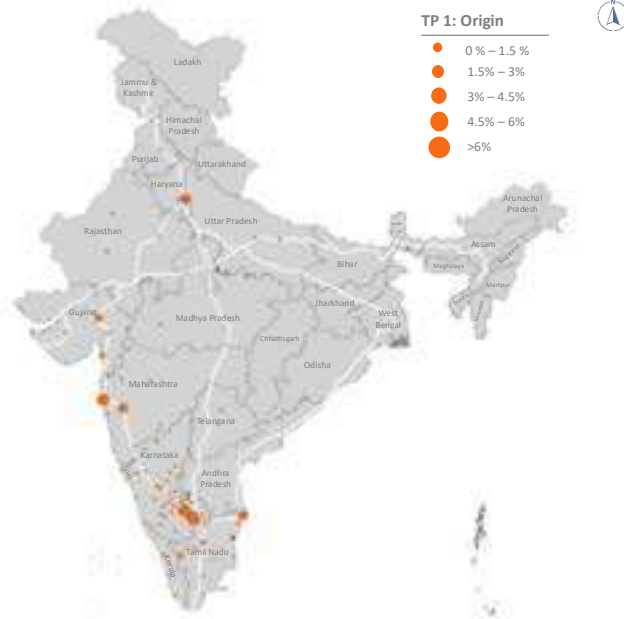 N
TP 1: Origin
0 % – 1.5 %
1.5% – 3%
3% – 4.5%
4.5% – 6%
>6%
Ladakh
Jammu &
Kashmir
Himachal
Pradesh
Punjab
Uttarakhand
Haryana
Arunachal
Pradesh
Rajasthan
Uttar Pradesh
Assam
Nagaland
Bihar
Meghalaya
Manipur
Jharkhand
Gujarat
Madhya Pradesh
West
Bengal
Chhattisgarh
Odisha
Maharashtra
Telangana
Karnataka
Andhra
Pradesh
Tamil Nadu
Kerala